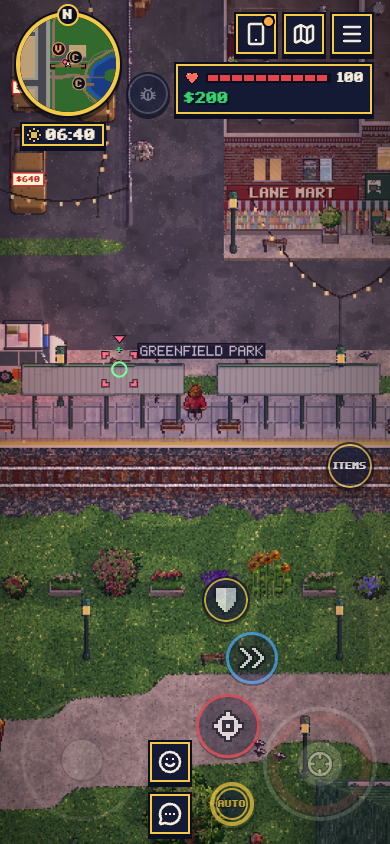 N
V
C
C
100
$200
06:40
$640
LANE MART
GREENFIELD PARK
ITEMS
AUTO